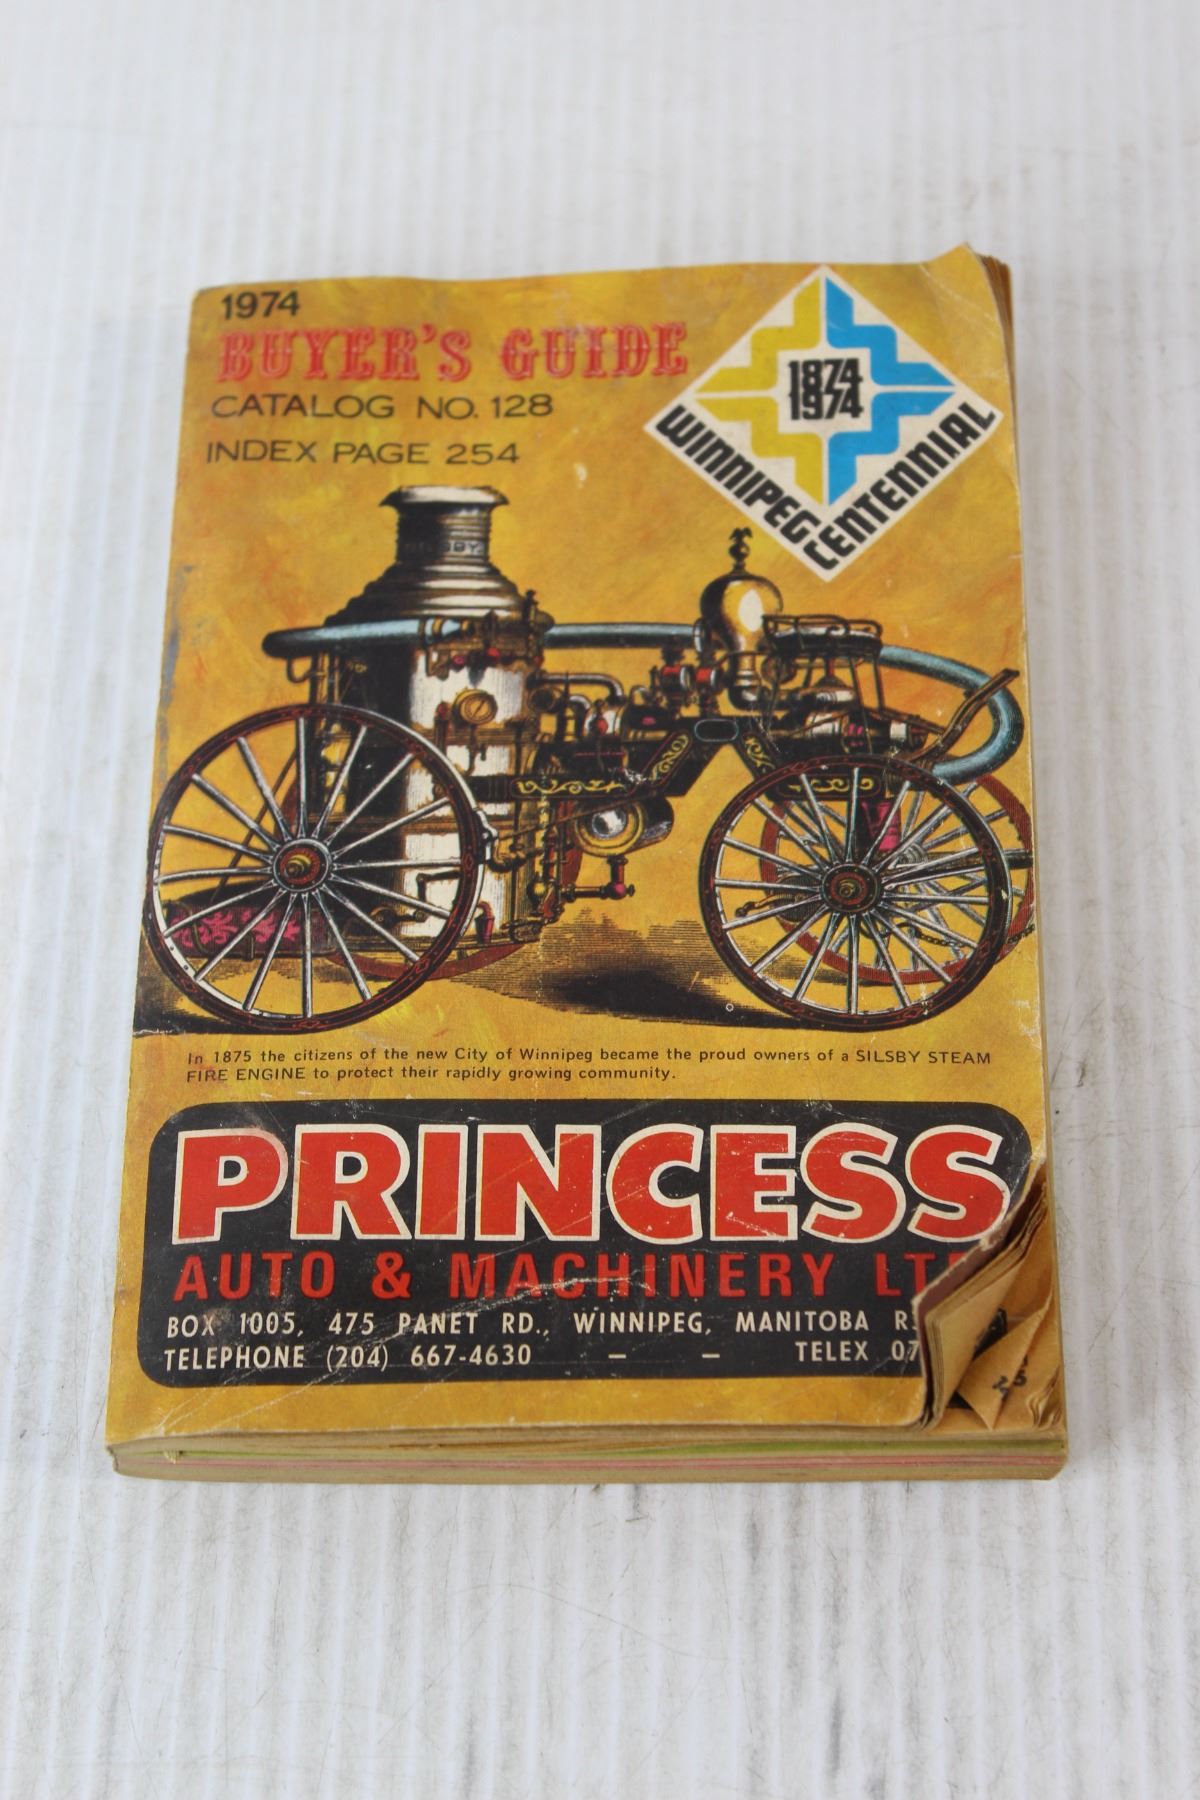 1974
BUYER'S GUIDE
CATALOG NO. 128
INDEX PAGE 254
1874
1974
WINNIPEG CENTENNIAL
In 1875 the citizens of the new City of Winnipeg became the proud owners of a SILSBY STEAM
FIRE ENGINE to protect their rapidly growing community.
PRINCESS
AUTO & MACHINERY
BOX 1005, 475 PANET RD., WINNIPEG, MANITOBA
TELEPHONE (204) 667-4630 — — TELEX 07